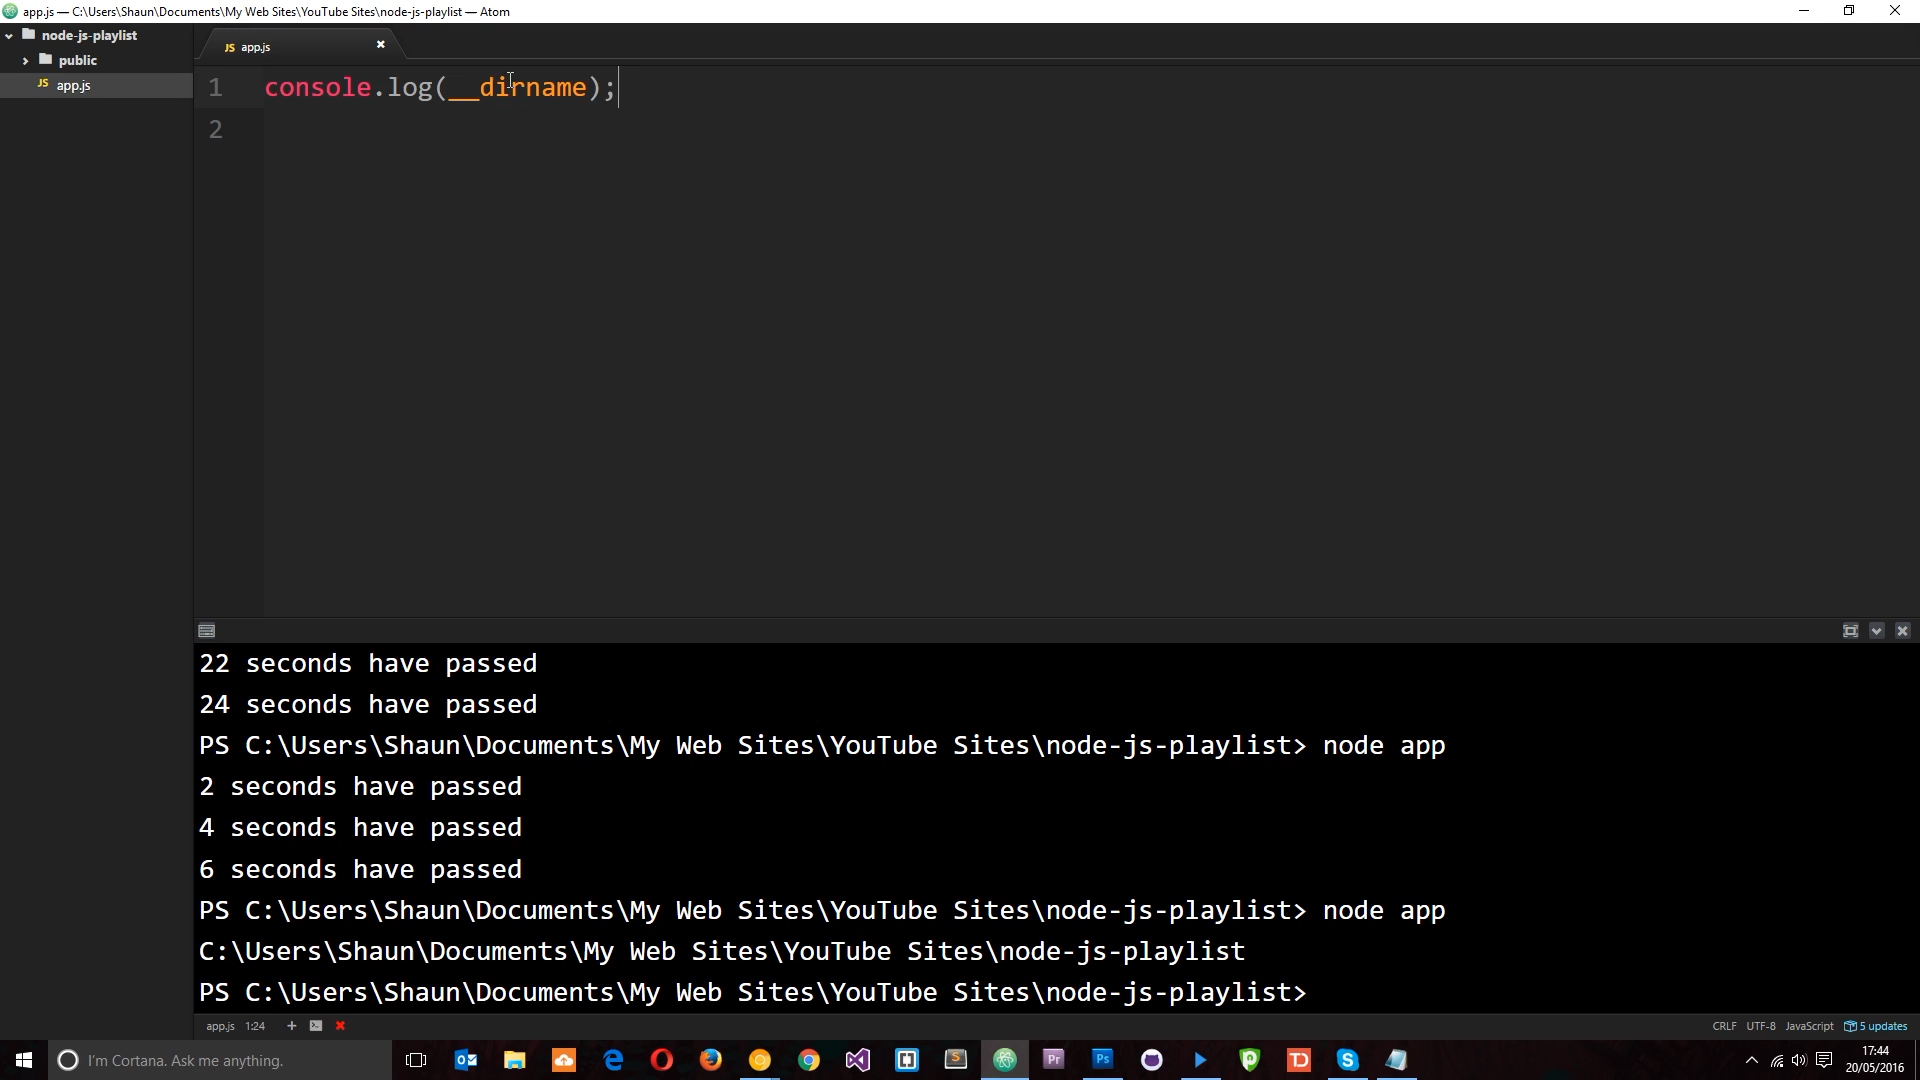 app.js — C:\Users\Shaun\Documents\My Web Sites\YouTube Sites\node-js-playlist — Atom
node-js-playlist
public
JS app.js
JS app.js
1 console.log(__dirname);
2
22 seconds have passed
24 seconds have passed
PS C:\Users\Shaun\Documents\My Web Sites\YouTube Sites\node-js-playlist> node app
2 seconds have passed
4 seconds have passed
6 seconds have passed
PS C:\Users\Shaun\Documents\My Web Sites\YouTube Sites\node-js-playlist> node app
C:\Users\Shaun\Documents\My Web Sites\YouTube Sites\node-js-playlist
PS C:\Users\Shaun\Documents\My Web Sites\YouTube Sites\node-js-playlist>
app.js 1:24 CRLF UTF-8 JavaScript 5 updates
I'm Cortana. Ask me anything. S Pr Ps TD S 17:44
20/05/2016